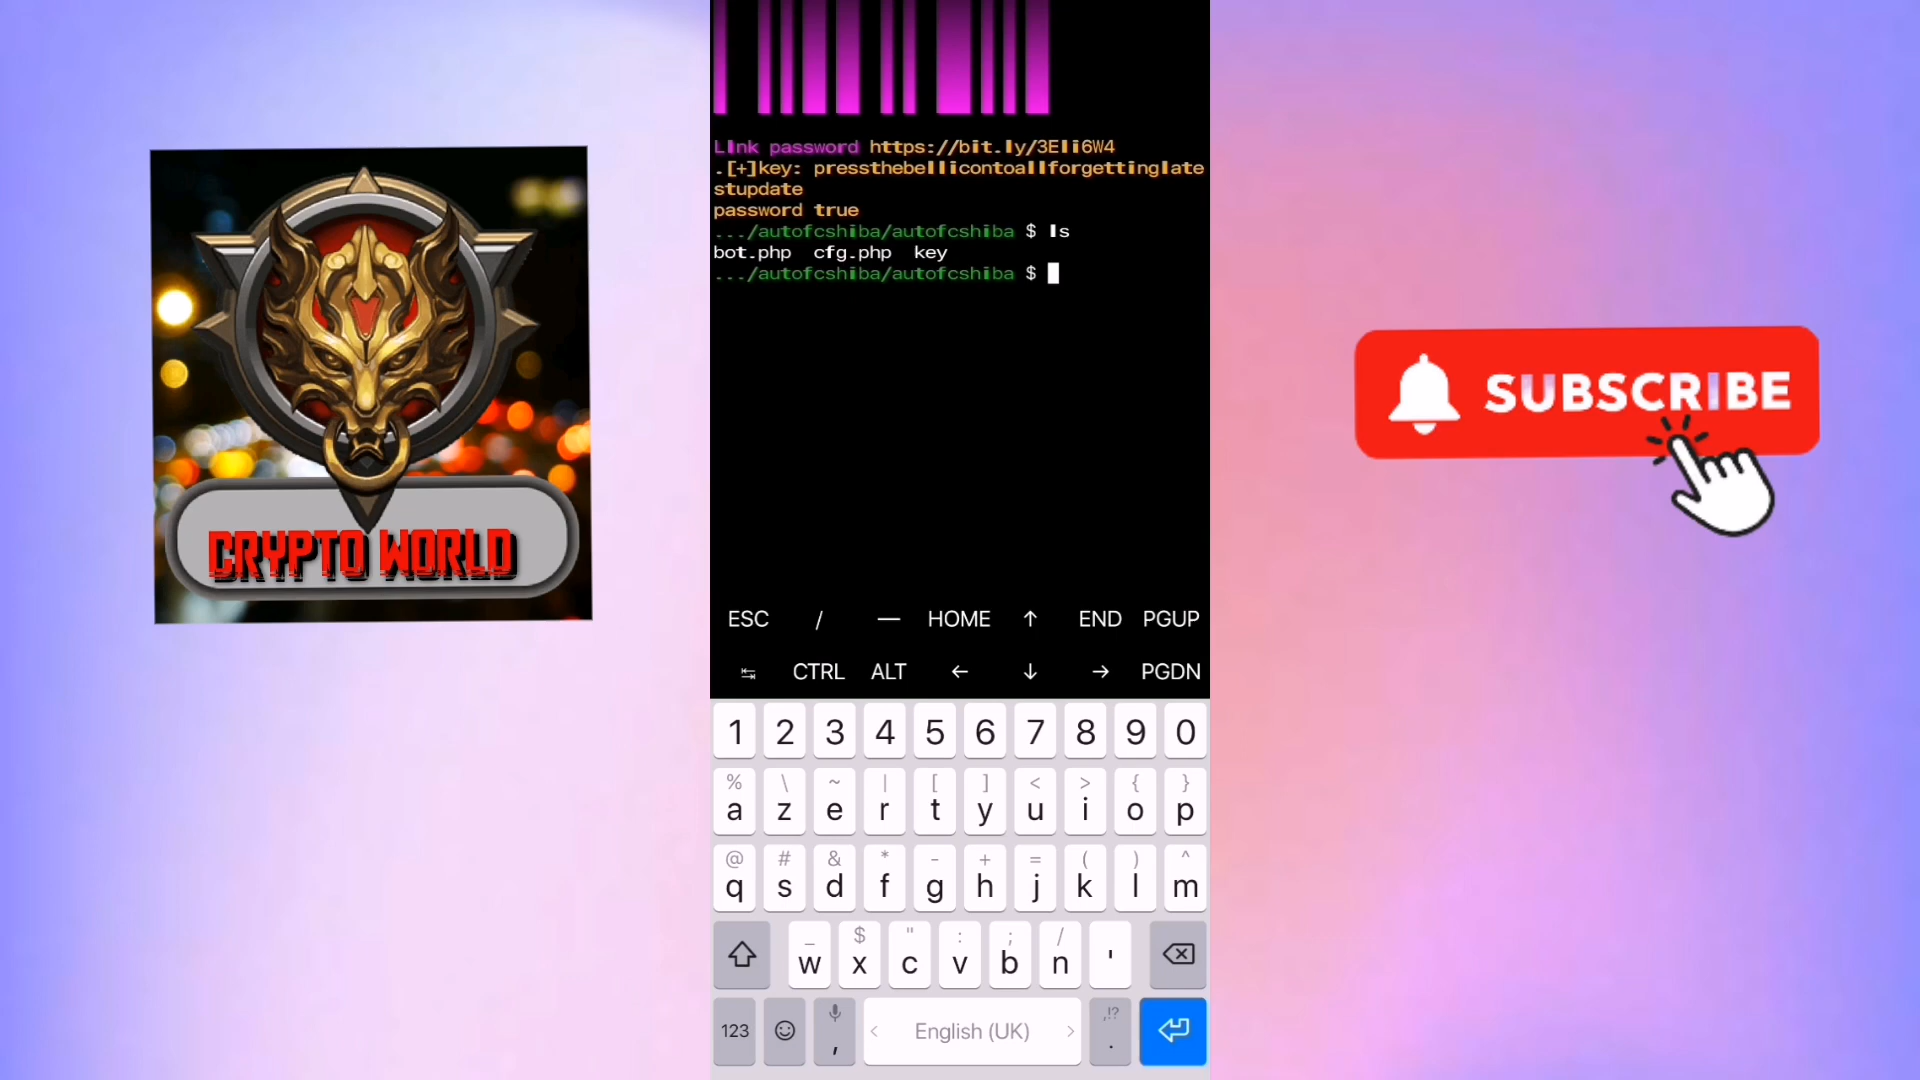 Link password https://bit.ly/3Eli6W4
.[+]key: pressthebellicontoallforgettinglate
stupdate
password true
.../autofcshiba/autofcshiba $ ls
bot.php cfg.php key
.../autofcshiba/autofcshiba $
CRYPTO WORLD
SUBSCRIBE
ESC / — HOME ↑ END PGUP
↹ CTRL ALT ← ↓ → PGDN
1 2 3 4 5 6 7 8 9 0
% \ ~ | [ ] < > { }
a z e r t y u i o p
@ # & * - + = ( ) ^
q s d f g h j k l m
_ $ " : ; /
w x c v b n '
,!?
123 , < English (UK) > .